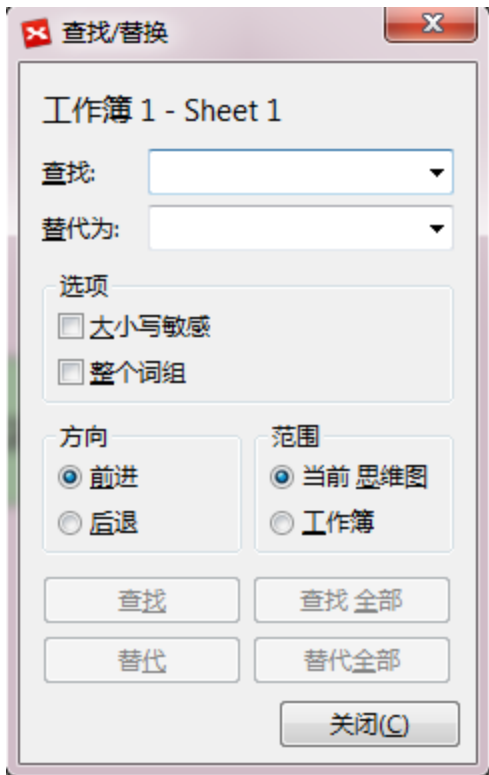 查找/替换
工作簿 1 - Sheet 1
查找:
替代为:
选项
大小写敏感
整个词组
方向
范围
前进
当前 思维图
后退
工作簿
查找
查找 全部
替代
替代全部
关闭(C)